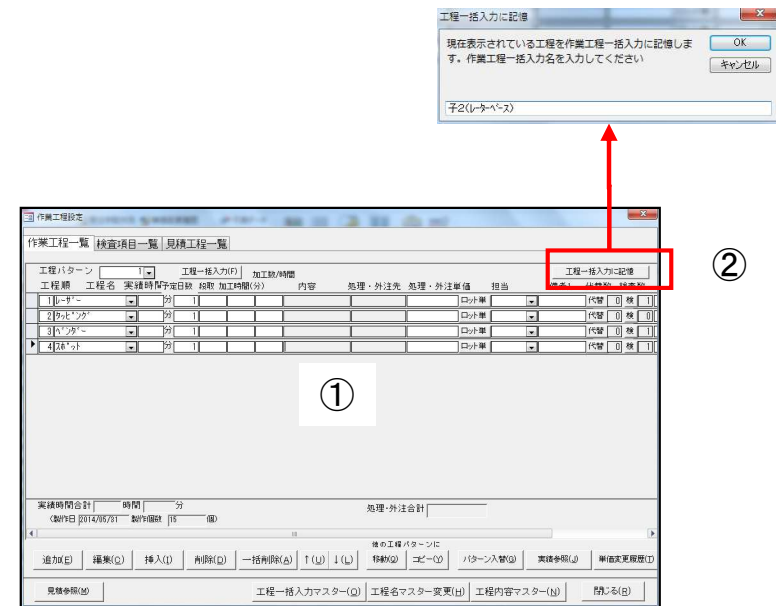 工程一括入力に記憶
現在表示されている工程を作業工程一括入力に記憶しま
す。作業工程一括入力名を入力してください
OK
キャンセル
子2(レーターベース)
作業工程設定
作業工程一覧 検査項目一覧 見積工程一覧
工程パターン 1 工程一括入力(F) 加工数/時間 工程一括入力に記憶
②
工程順 工程名 実績時間 予定日数 段取 加工時間(分) 内容 処理・外注先 処理・外注単価 担当 備考1 代替数 検査数
1 レーザー 分 1 ロット単 代替 0 検 1
2 タッピング 分 1 ロット単 代替 0 検 0
3 ベンダー 分 1 ロット単 代替 0 検 1
4 スポット 分 1 ロット単 代替 0 検 1
①
実績時間合計 時間 分 処理・外注合計
(製作日 2014/05/31 製作個数 15 個)
他の工程パターンに
追加(E) 編集(C) 挿入(I) 削除(D) 一括削除(A) ↑(U) ↓(L) 移動(2) コピー(Y) パターン入替(Q) 実績参照(J) 単価変更履歴(T)
見積参照(M) 工程一括入力マスター(O) 工程名マスター変更(H) 工程内容マスター(N) 閉じる(R)